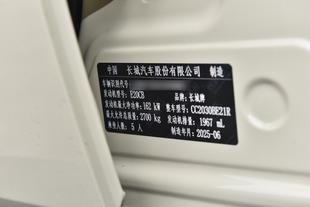 中国 长城汽车股份有限公司 制造
车辆识别代号
发动机型号: E20CB 品牌: 长城牌
发动机最大净功率: 162 kW 整车型号: CC2030BE21R
最大允许总质量: 2700 kg 发动机排量: 1967 mL
乘坐人数: 5 人 制造年月: 2025-06